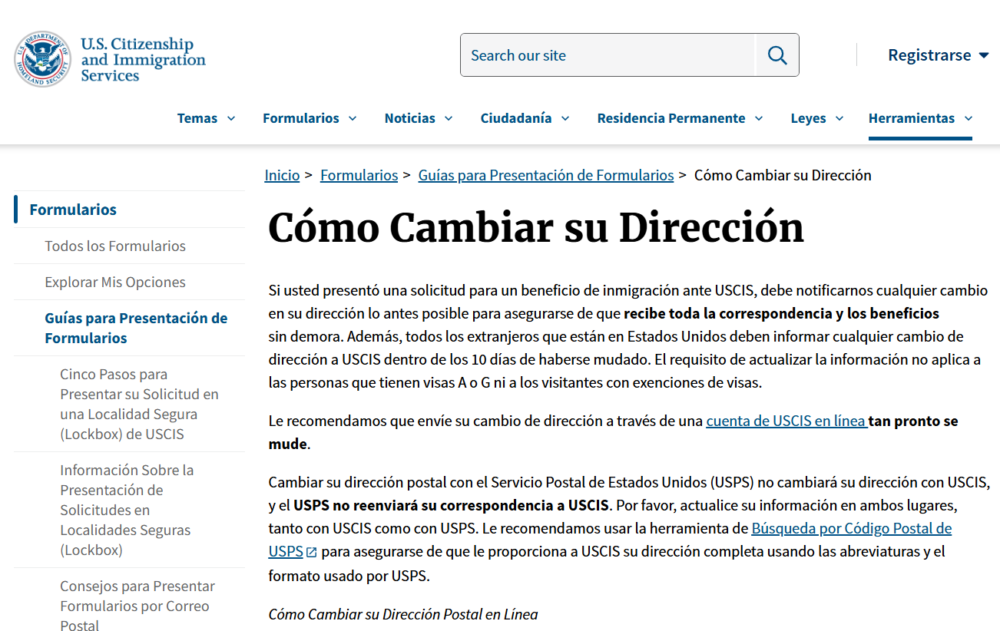 U.S. DEPARTMENT OF HOMELAND SECURITY
U.S. Citizenship
and Immigration
Services
Search our site
Registrarse
Temas
Formularios
Noticias
Ciudadanía
Residencia Permanente
Leyes
Herramientas
Inicio > Formularios > Guías para Presentación de Formularios > Cómo Cambiar su Dirección
Formularios
Todos los Formularios
Explorar Mis Opciones
Guías para Presentación de
Formularios
Cinco Pasos para
Presentar su Solicitud en
una Localidad Segura
(Lockbox) de USCIS
Información Sobre la
Presentación de
Solicitudes en
Localidades Seguras
(Lockbox)
Consejos para Presentar
Formularios por Correo
Postal
Cómo Cambiar su Dirección
Si usted presentó una solicitud para un beneficio de inmigración ante USCIS, debe notificarnos cualquier cambio
en su dirección lo antes posible para asegurarse de que recibe toda la correspondencia y los beneficios
sin demora. Además, todos los extranjeros que están en Estados Unidos deben informar cualquier cambio de
dirección a USCIS dentro de los 10 días de haberse mudado. El requisito de actualizar la información no aplica a
las personas que tienen visas A o G ni a los visitantes con exenciones de visas.
Le recomendamos que envíe su cambio de dirección a través de una cuenta de USCIS en línea tan pronto se
mude.
Cambiar su dirección postal con el Servicio Postal de Estados Unidos (USPS) no cambiará su dirección con USCIS,
y el USPS no reenviará su correspondencia a USCIS. Por favor, actualice su información en ambos lugares,
tanto con USCIS como con USPS. Le recomendamos usar la herramienta de Búsqueda por Código Postal de
USPS para asegurarse de que le proporciona a USCIS su dirección completa usando las abreviaturas y el
formato usado por USPS.
Cómo Cambiar su Dirección Postal en Línea